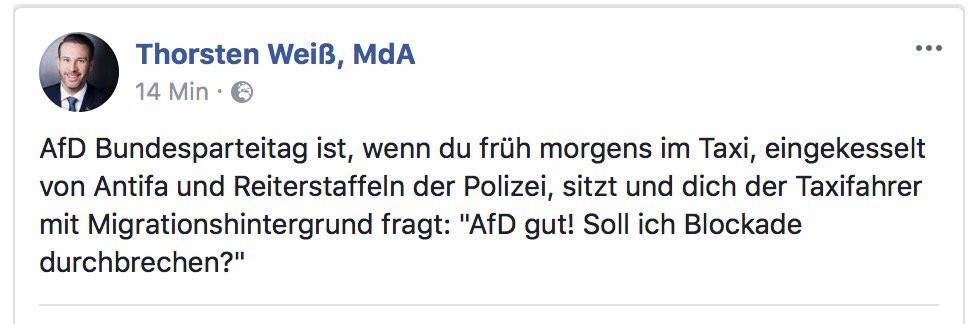 Thorsten Weiß, MdA
14 Min ·
AfD Bundesparteitag ist, wenn du früh morgens im Taxi, eingekesselt
von Antifa und Reiterstaffeln der Polizei, sitzt und dich der Taxifahrer
mit Migrationshintergrund fragt: "AfD gut! Soll ich Blockade
durchbrechen?"